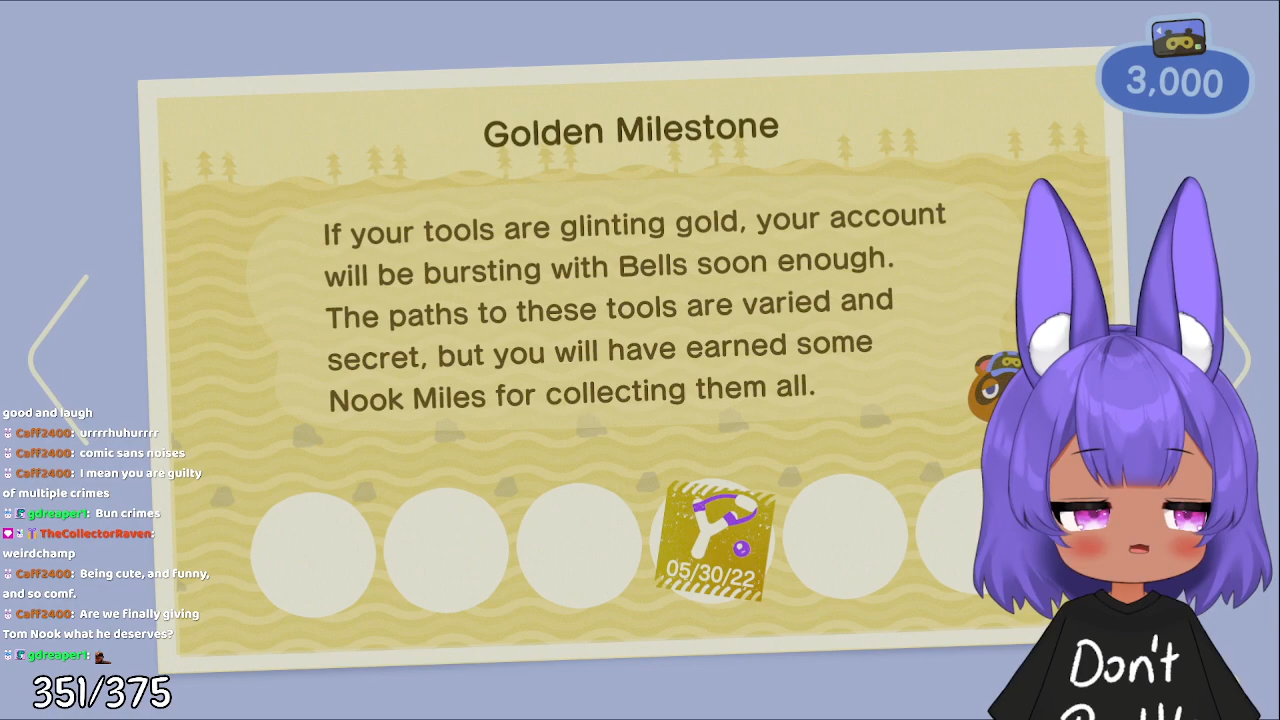 3,000
Golden Milestone
If your tools are glinting gold, your account
will be bursting with Bells soon enough.
The paths to these tools are varied and
secret, but you will have earned some
Nook Miles for collecting them all.
05/30/22
good and laugh
Caff2400: urrrrhuhurrrr
Caff2400: comic sans noises
Caff2400: I mean you are guilty
of multiple crimes
gdreaper1: Bun crimes
TheCollectorRaven:
weirdchamp
Caff2400: Being cute, and funny,
and so comf.
Caff2400: Are we finally giving
Tom Nook what he deserves?
gdreaper1:
351/375
Don't